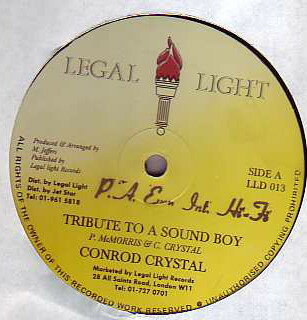 LEGAL LIGHT
Produced & Arranged by
M. Jeffers
Published by
Legal light Records
Dist. by Legal Light
Dist. by Jet Star
Tel: 01-961 5818
SIDE A
LLD 013
P.A. Int. Hi-Fi
TRIBUTE TO A SOUND BOY
P. McMORRIS & C. CRYSTAL
CONROD CRYSTAL
Marketed by Legal Light Records
28 All Saints Road, London W11
Tel: 01-727 0701
ALL RIGHTS OF THE OWNER OF THIS RECORDED WORK RESERVED • UNAUTHORISED COPYING PROHIBITED